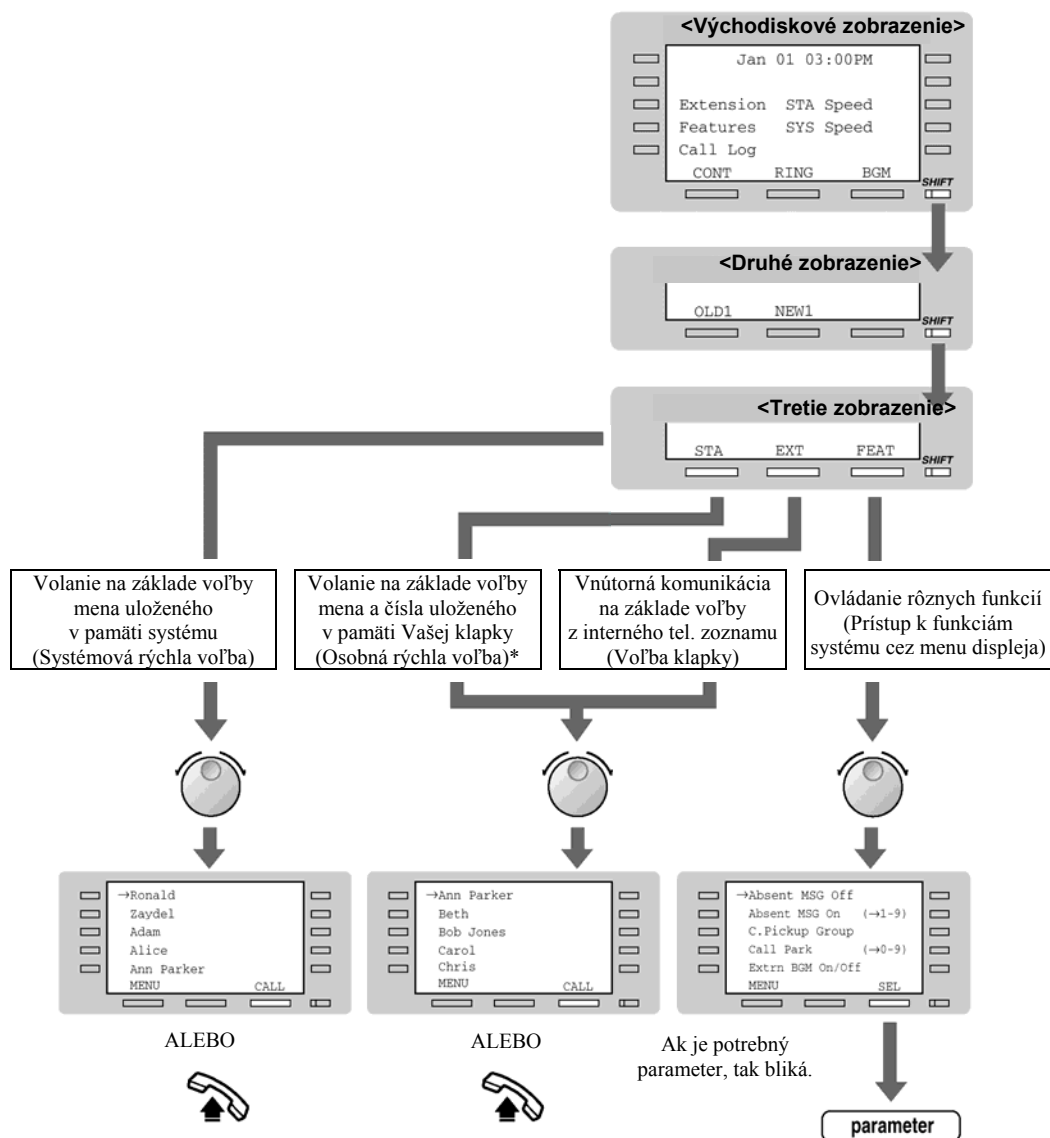 <Východiskové zobrazenie>
Jan 01 03:00PM
Extension STA Speed
Features SYS Speed
Call Log
CONT RING BGM
SHIFT
<Druhé zobrazenie>
OLD1 NEW1
SHIFT
<Tretie zobrazenie>
STA EXT FEAT
SHIFT
Volanie na základe voľby
mena uloženého
v pamäti systému
(Systémová rýchla voľba)
Volanie na základe voľby
mena a čísla uloženého
v pamäti Vašej klapky
(Osobná rýchla voľba)*
Vnútorná komunikácia
na základe voľby
z interného tel. zoznamu
(Voľba klapky)
Ovládanie rôznych funkcií
(Prístup k funkciám
systému cez menu displeja)
→Ronald
Zaydel
Adam
Alice
Ann Parker
MENU CALL
→Ann Parker
Beth
Bob Jones
Carol
Chris
MENU CALL
→Absent MSG Off
Absent MSG On (→1-9)
C.Pickup Group
Call Park (→0-9)
Extrn BGM On/Off
MENU SEL
ALEBO
ALEBO
Ak je potrebný
parameter, tak bliká.
parameter